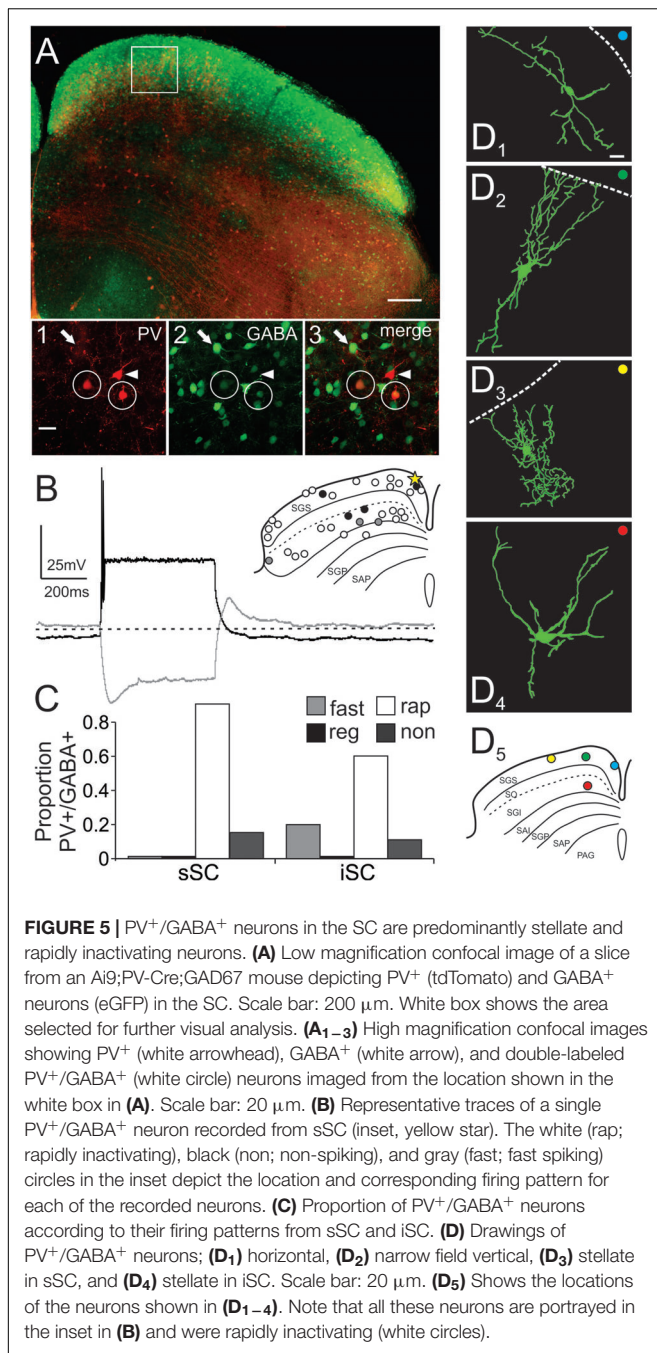 A
1 PV
2 GABA
3 merge
B
25mV
200ms
SGS
SGP
SAP
C
Proportion
PV+/GABA+
0.8
0.6
0.4
0.2
0
fast
rap
reg
non
sSC
iSC
D1
D2
D3
D4
D5
SGS
SO
SGI
SAI
SGP
SAP
PAG
FIGURE 5 | PV+/GABA+ neurons in the SC are predominantly stellate and
rapidly inactivating neurons. (A) Low magnification confocal image of a slice
from an Ai9;PV-Cre;GAD67 mouse depicting PV+ (tdTomato) and GABA+
neurons (eGFP) in the SC. Scale bar: 200 μm. White box shows the area
selected for further visual analysis. (A1–3) High magnification confocal images
showing PV+ (white arrowhead), GABA+ (white arrow), and double-labeled
PV+/GABA+ (white circle) neurons imaged from the location shown in the
white box in (A). Scale bar: 20 μm. (B) Representative traces of a single
PV+/GABA+ neuron recorded from sSC (inset, yellow star). The white (rap;
rapidly inactivating), black (non; non-spiking), and gray (fast; fast spiking)
circles in the inset depict the location and corresponding firing pattern for
each of the recorded neurons. (C) Proportion of PV+/GABA+ neurons
according to their firing patterns from sSC and iSC. (D) Drawings of
PV+/GABA+ neurons; (D1) horizontal, (D2) narrow field vertical, (D3) stellate
in sSC, and (D4) stellate in iSC. Scale bar: 20 μm. (D5) Shows the locations
of the neurons shown in (D1–4). Note that all these neurons are portrayed in
the inset in (B) and were rapidly inactivating (white circles).